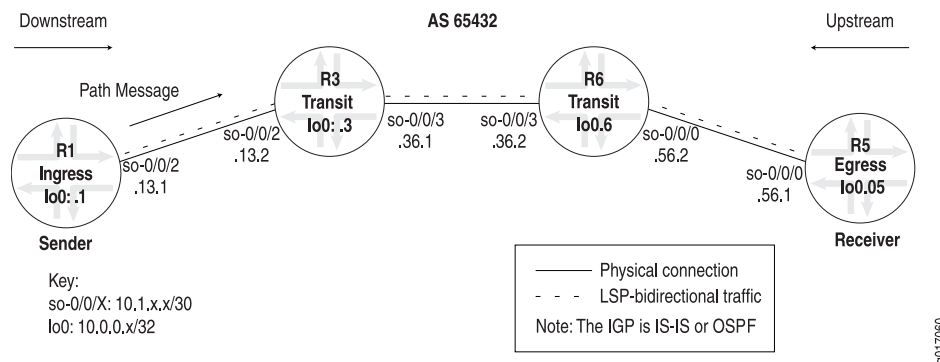 Downstream
AS 65432
Upstream
Path Message
R1
Ingress
lo0: .1
Sender
so-0/0/2
.13.1
so-0/0/2
.13.2
R3
Transit
lo0: .3
so-0/0/3
.36.1
so-0/0/3
.36.2
R6
Transit
lo0.6
so-0/0/0
.56.2
so-0/0/0
.56.1
R5
Egress
lo0.05
Receiver
Key:
so-0/0/X: 10.1.x.x/30
lo0: 10.0.0.x/32
Physical connection
LSP-bidirectional traffic
Note: The IGP is IS-IS or OSPF
g017060